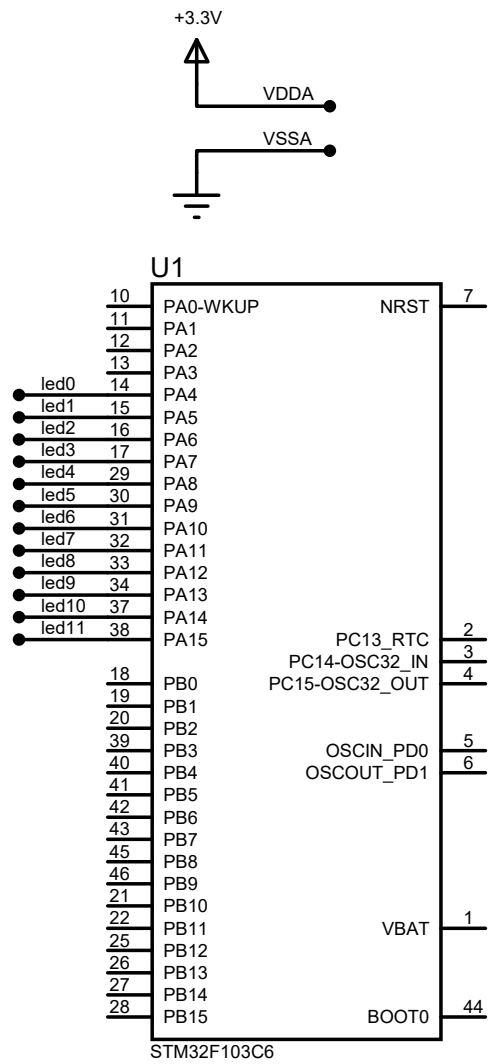 +3.3V
VDDA
VSSA
U1
10 PA0-WKUP NRST 7
11 PA1
12 PA2
13 PA3
led0 14 PA4
led1 15 PA5
led2 16 PA6
led3 17 PA7
led4 29 PA8
led5 30 PA9
led6 31 PA10
led7 32 PA11
led8 33 PA12
led9 34 PA13
led10 37 PA14
led11 38 PA15 PC13_RTC 2
PC14-OSC32_IN 3
18 PB0 PC15-OSC32_OUT 4
19 PB1
20 PB2
39 PB3 OSCIN_PD0 5
40 PB4 OSCOUT_PD1 6
41 PB5
42 PB6
43 PB7
45 PB8
46 PB9
21 PB10
22 PB11 VBAT 1
25 PB12
26 PB13
27 PB14
28 PB15 BOOT0 44
STM32F103C6